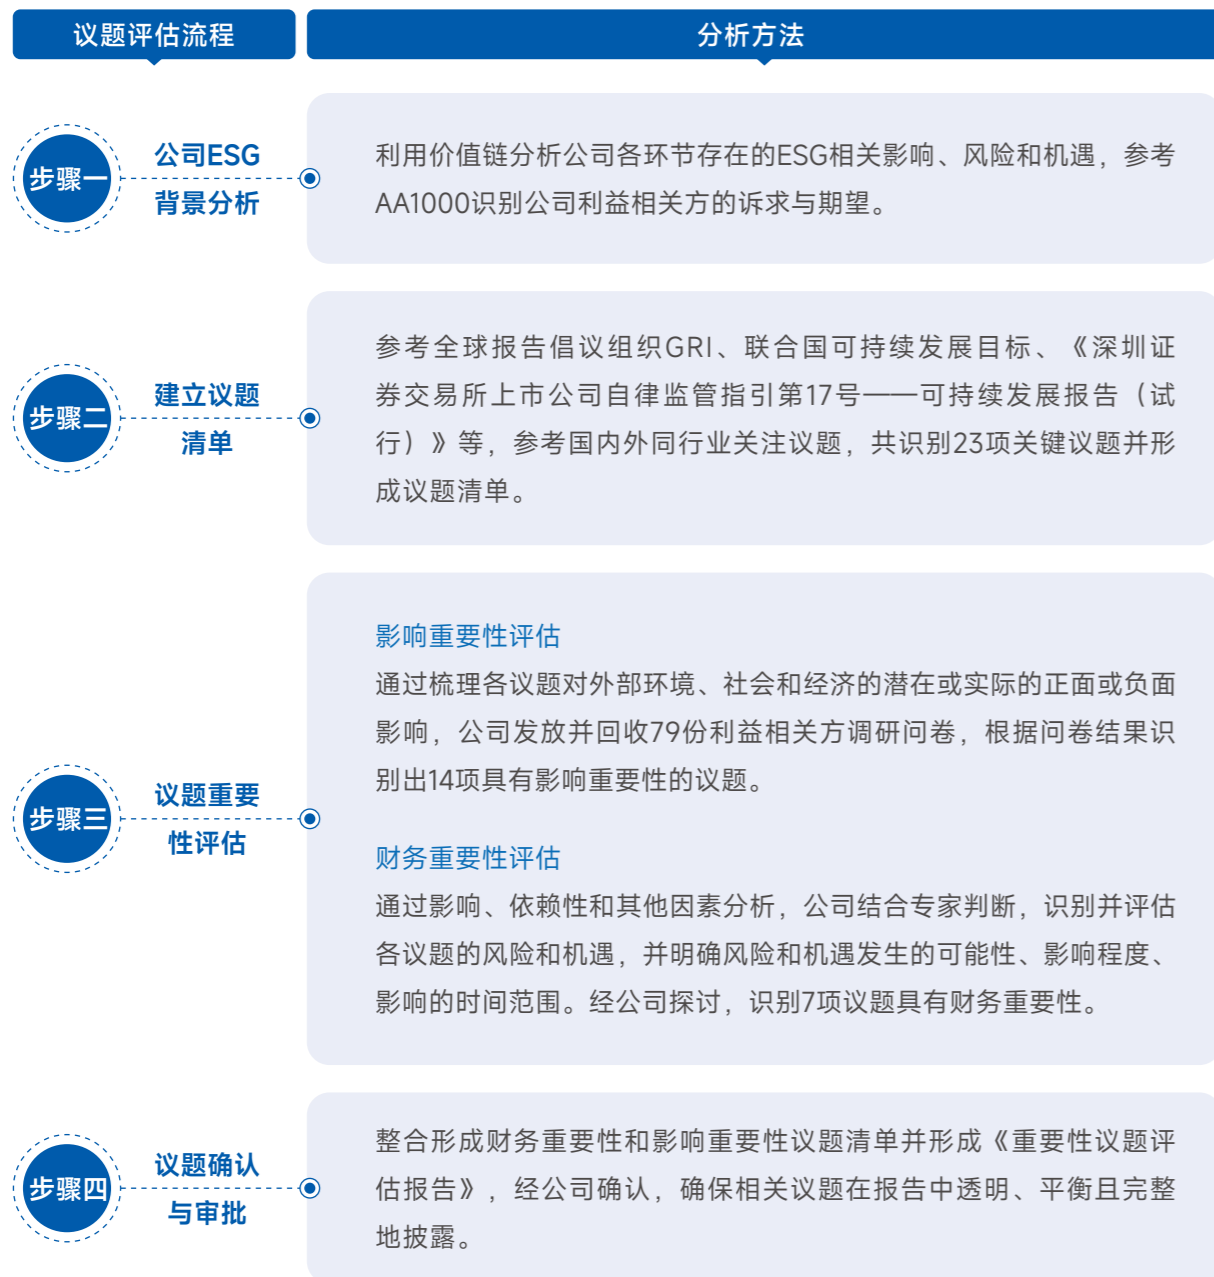 议题评估流程
分析方法
步骤一
公司ESG
背景分析
利用价值链分析公司各环节存在的ESG相关影响、风险和机遇，参考
AA1000识别公司利益相关方的诉求与期望。
步骤二
建立议题
清单
参考全球报告倡议组织GRI、联合国可持续发展目标、《深圳证
券交易所上市公司自律监管指引第17号——可持续发展报告（试
行）》等，参考国内外同行业关注议题，共识别23项关键议题并形
成议题清单。
步骤三
议题重要
性评估
影响重要性评估
通过梳理各议题对外部环境、社会和经济的潜在或实际的正面或负面
影响，公司发放并回收79份利益相关方调研问卷，根据问卷结果识
别出14项具有影响重要性的议题。
财务重要性评估
通过影响、依赖性和其他因素分析，公司结合专家判断，识别并评估
各议题的风险和机遇，并明确风险和机遇发生的可能性、影响程度、
影响的时间范围。经公司探讨，识别7项议题具有财务重要性。
步骤四
议题确认
与审批
整合形成财务重要性和影响重要性议题清单并形成《重要性议题评
估报告》，经公司确认，确保相关议题在报告中透明、平衡且完整
地披露。